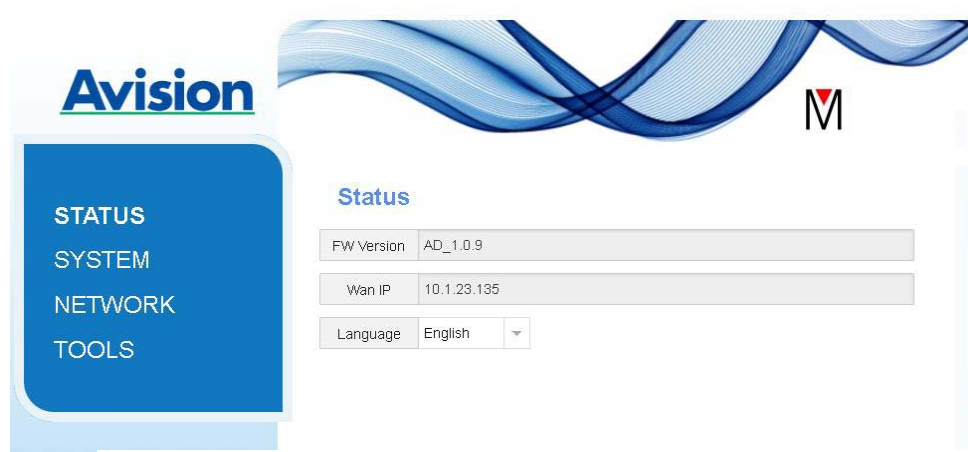 Avision
M
STATUS
SYSTEM
NETWORK
TOOLS
Status
FW Version AD_1.0.9
Wan IP 10.1.23.135
Language English